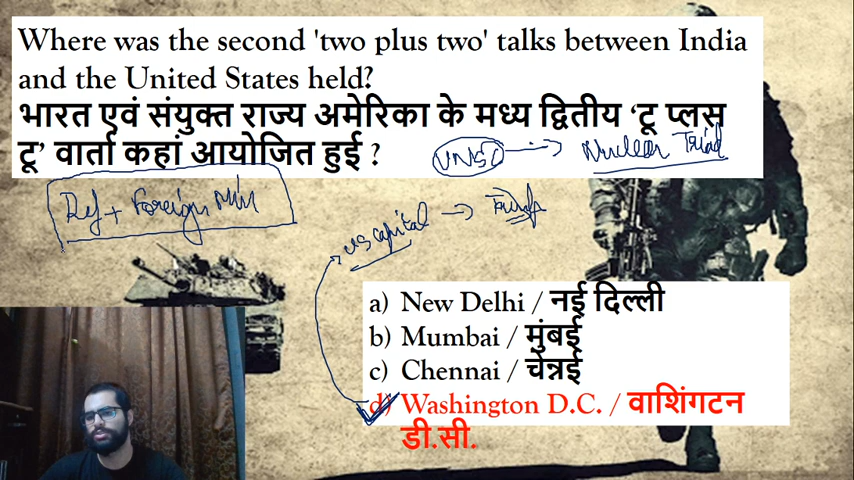 Where was the second 'two plus two' talks between India
and the United States held?
भारत एवं संयुक्त राज्य अमेरिका के मध्य द्वितीय ‘टू प्लस
टू’ वार्ता कहां आयोजित हुई ?
UNSC → Nuclear Triad
Def + Foreign Min
US capital →
a) New Delhi / नई दिल्ली
b) Mumbai / मुंबई
c) Chennai / चेन्नई
d) Washington D.C. / वाशिंगटन
डी.सी.